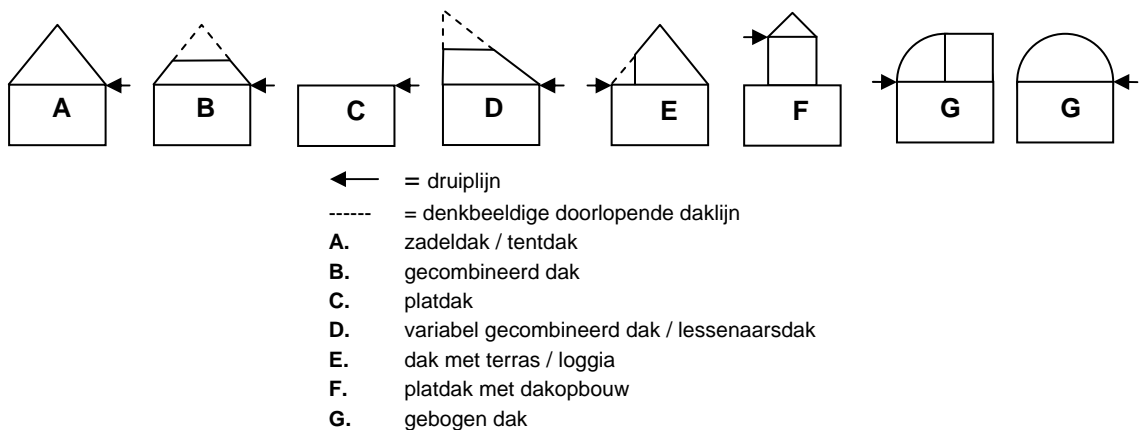 A B C D E F G G
= druiplijn
------ = denkbeeldige doorlopende daklijn
A. zadeldak / tentdak
B. gecombineerd dak
C. platdak
D. variabel gecombineerd dak / lessenaarsdak
E. dak met terras / loggia
F. platdak met dakopbouw
G. gebogen dak